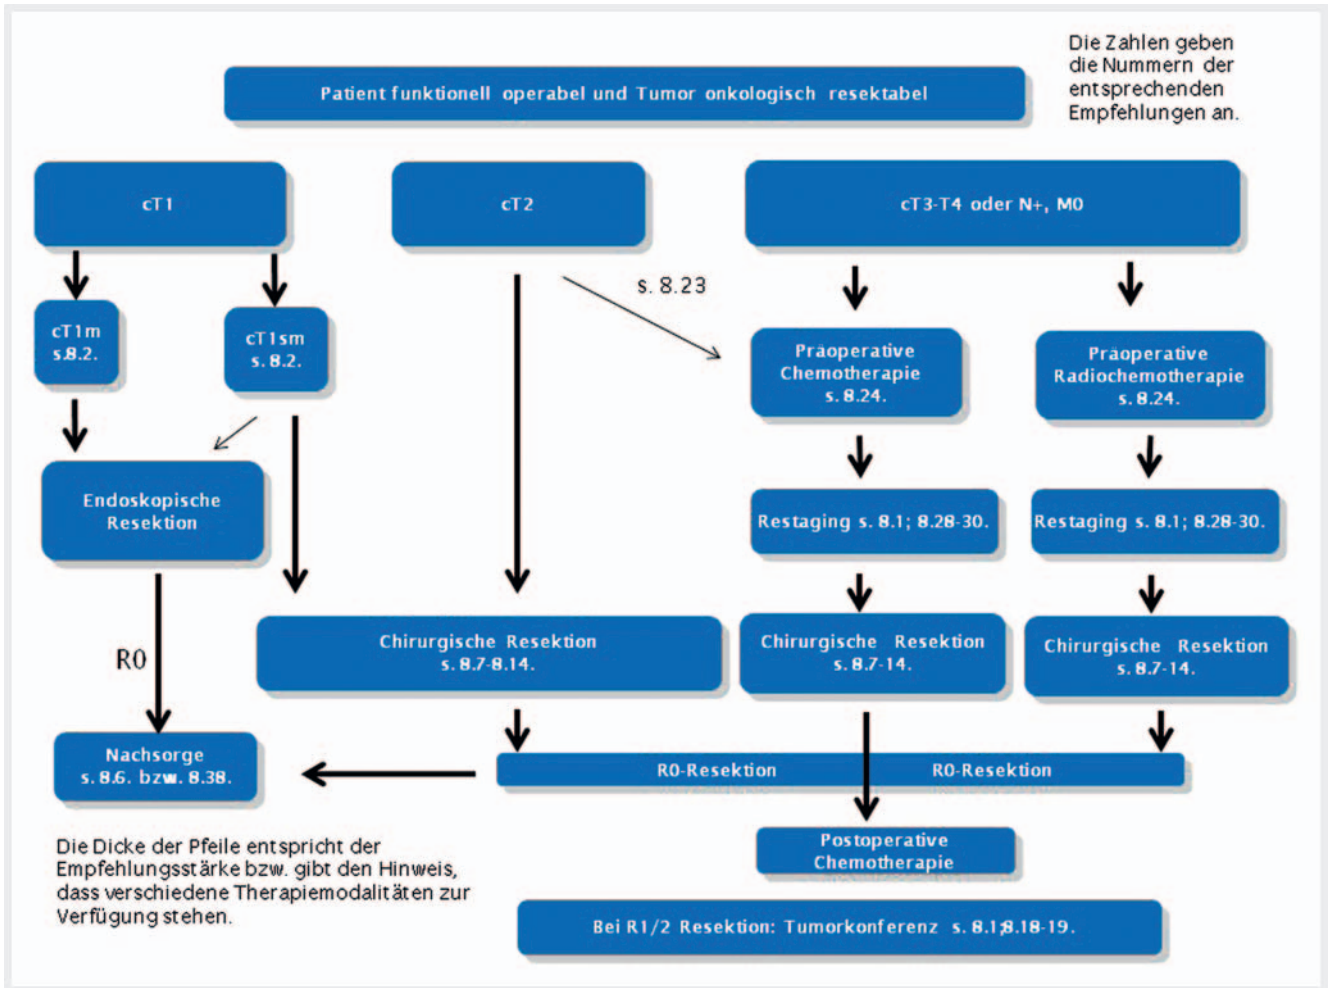 Die Zahlen geben
die Nummern der
entsprechenden
Empfehlungen an.
Patient funktionell operabel und Tumor onkologisch resektabel
cT1
cT2
cT3-T4 oder N+, M0
s. 8.23
cT1m
s.8.2.
cT1sm
s. 8.2.
Präoperative
Chemotherapie
s. 8.24.
Präoperative
Radiochemotherapie
s. 8.24.
Endoskopische
Resektion
Restaging s. 8.1; 8.28-30.
Restaging s. 8.1; 8.28-30.
R0
Chirurgische Resektion
s. 8.7-8.14.
Chirurgische Resektion
s. 8.7-14.
Chirurgische Resektion
s. 8.7-14.
Nachsorge
s. 8.6. bzw. 8.38.
R0-Resektion
R0-Resektion
Postoperative
Chemotherapie
Die Dicke der Pfeile entspricht der
Empfehlungsstärke bzw. gibt den Hinweis,
dass verschiedene Therapiemodalitäten zur
Verfügung stehen.
Bei R1/2 Resektion: Tumorkonferenz s. 8.1;8.18-19.